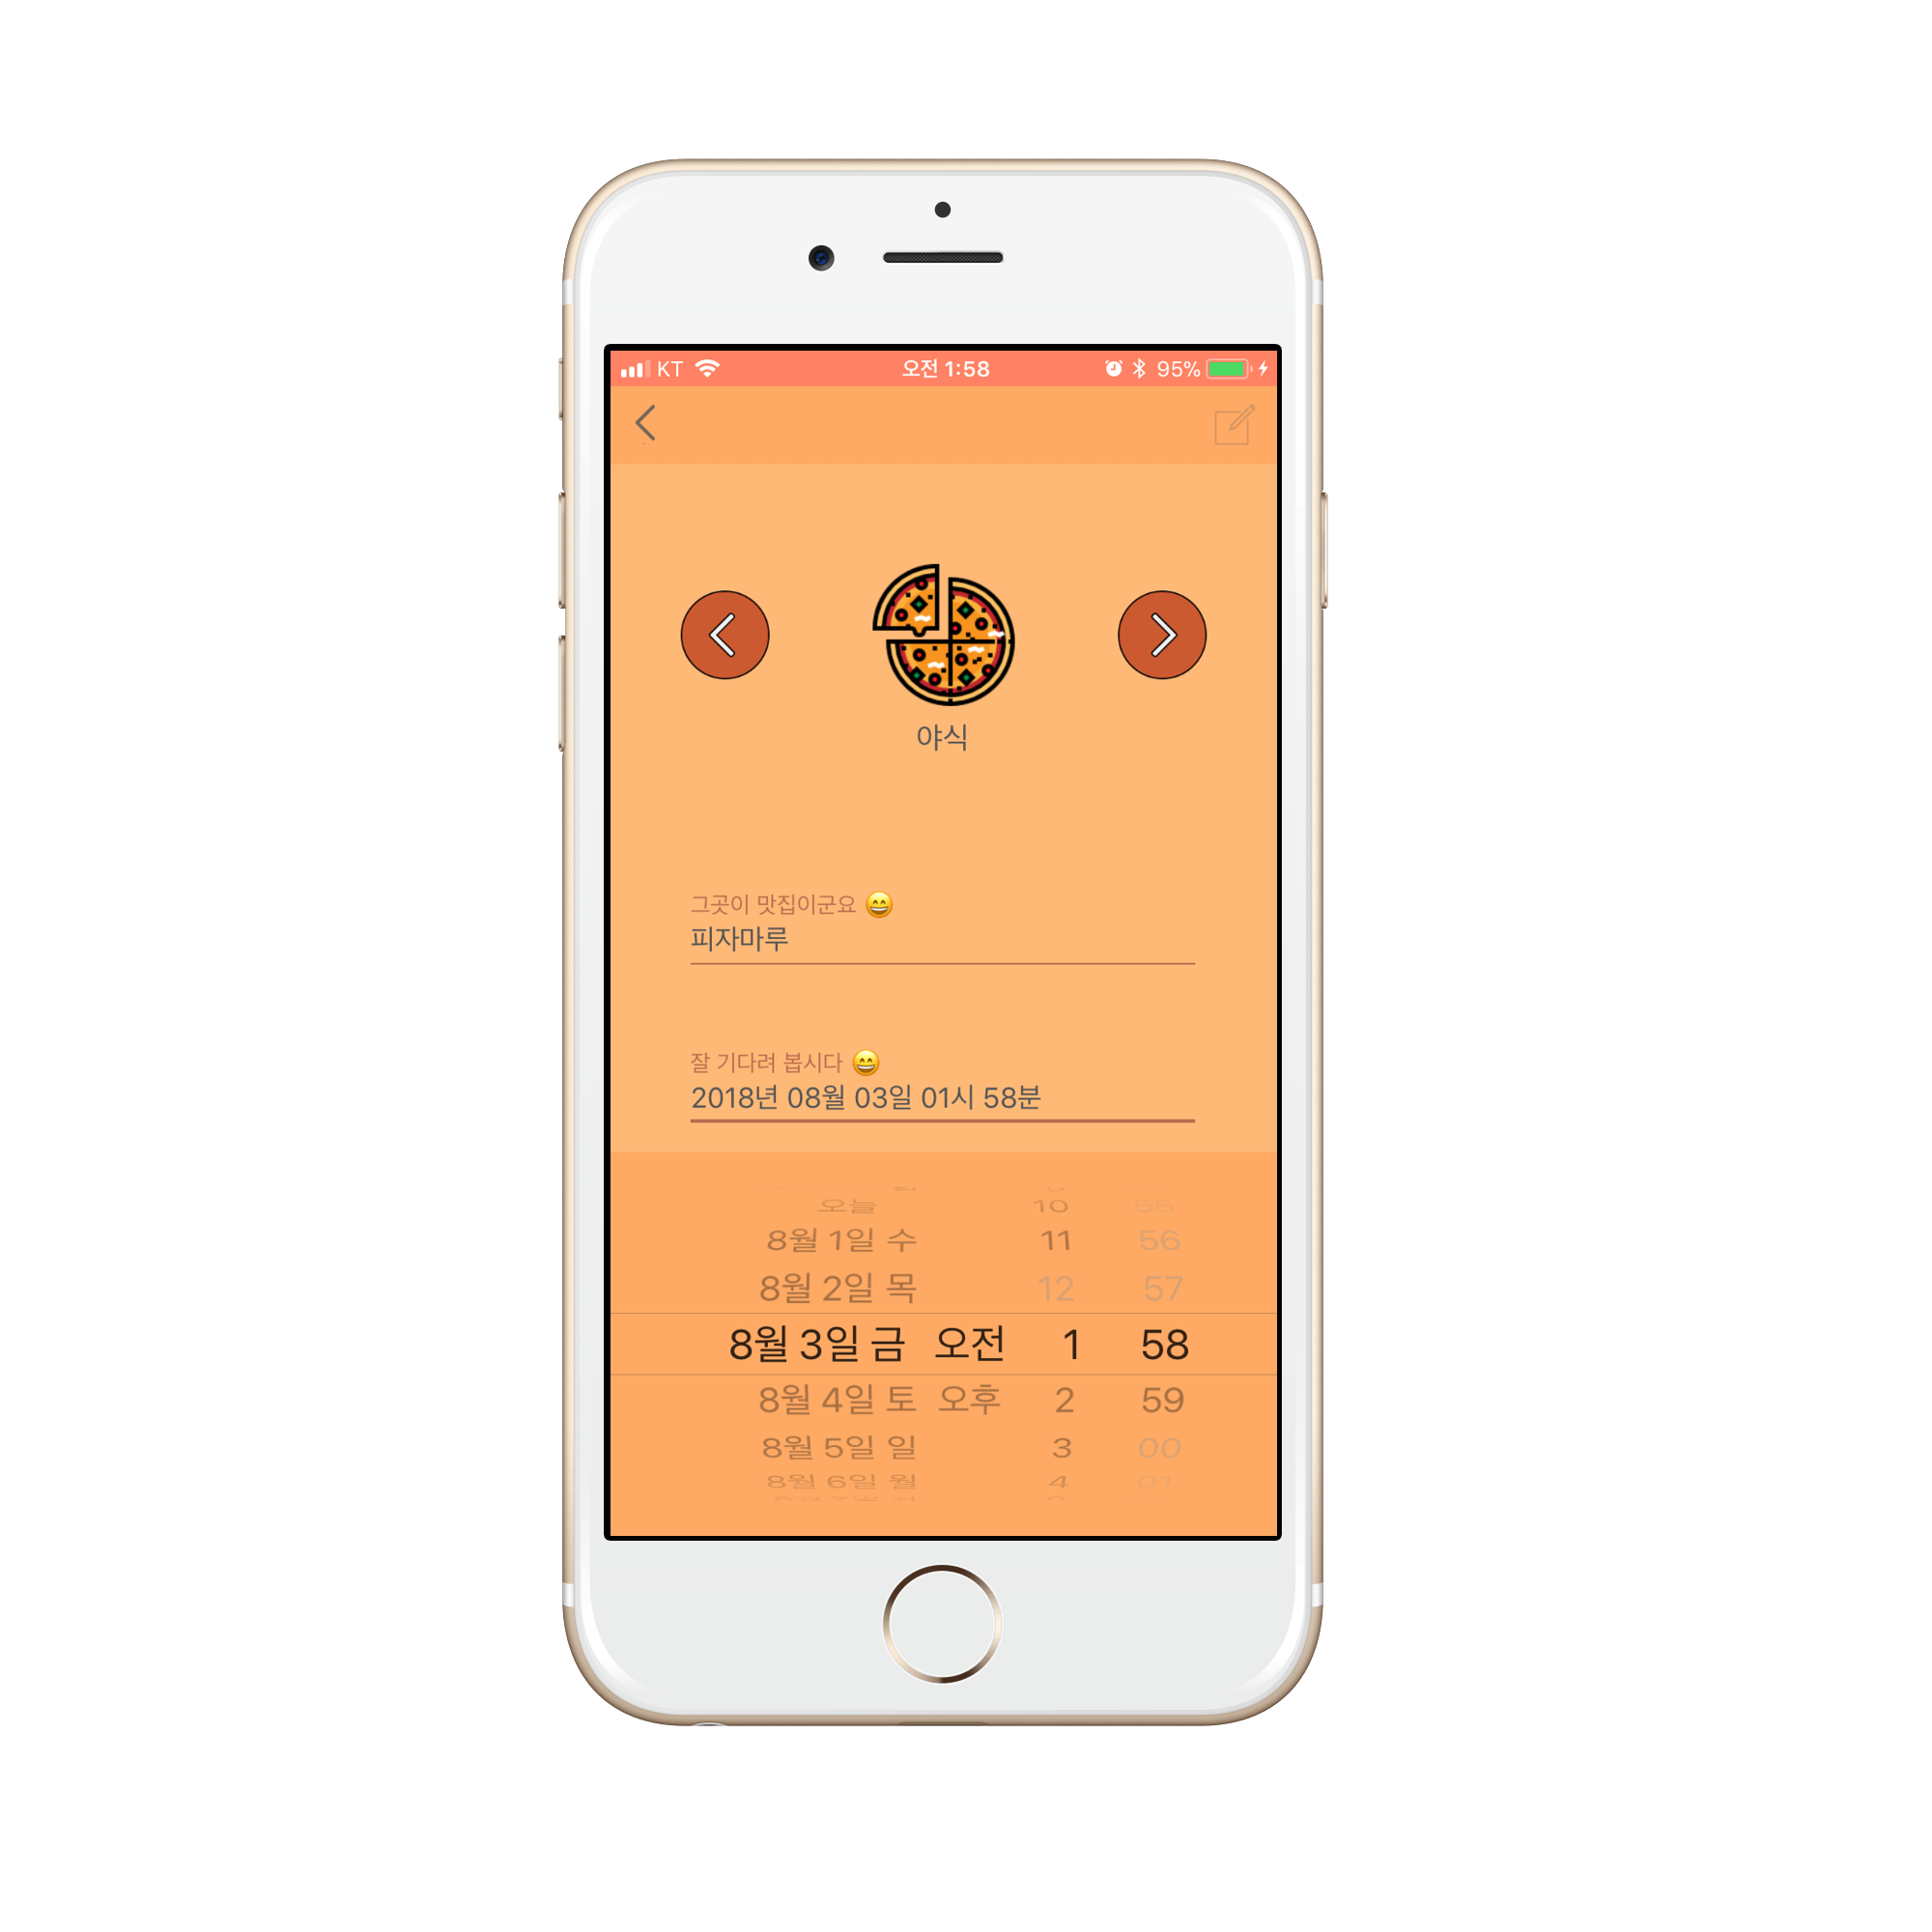 KT 오전 1:58 95%
야식
그곳이 맛집이군요 😄
피자마루
잘 기다려 봅시다 😄
2018년 08월 03일 01시 58분
오늘 10 55
8월 1일 수 11 56
8월 2일 목 12 57
8월 3일 금 오전 1 58
8월 4일 토 오후 2 59
8월 5일 일 3 00
8월 6일 월 4 01